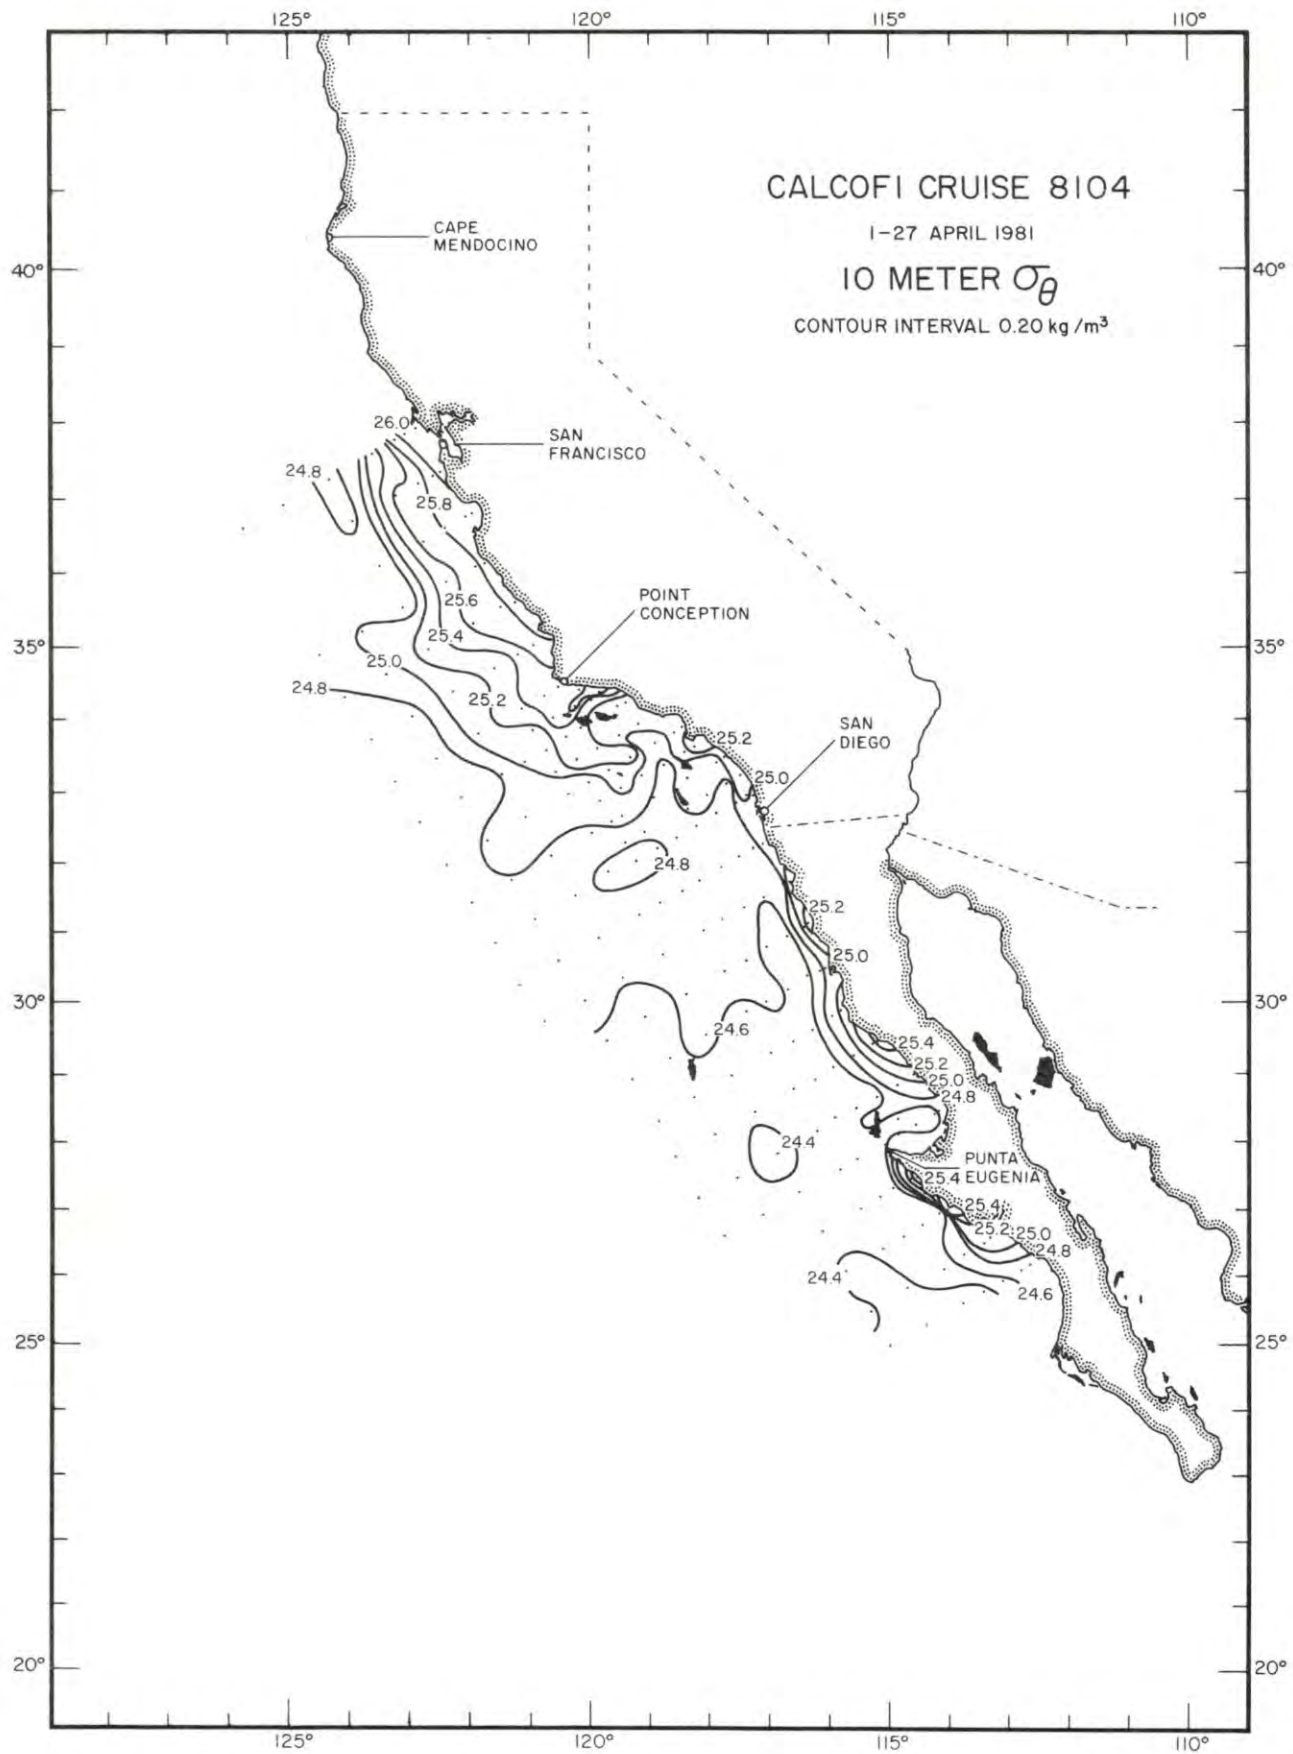 125° 120° 115° 110°
CALCOFI CRUISE 8104
1-27 APRIL 1981
10 METER σθ
CONTOUR INTERVAL 0.20 kg/m³
CAPE
MENDOCINO
40° 40°
26.0
SAN
FRANCISCO
24.8
25.8
POINT
CONCEPTION
25.6
25.4
35° 35°
25.0
24.8
25.2
SAN
DIEGO
25.2
25.0
24.8
25.2
25.0
30° 30°
24.6
25.4
25.2
25.0
24.8
24.4
PUNTA
EUGENIA
25.4
25.4
25.2 25.0
24.8
24.4
24.6
25° 25°
20° 20°
125° 120° 115° 110°